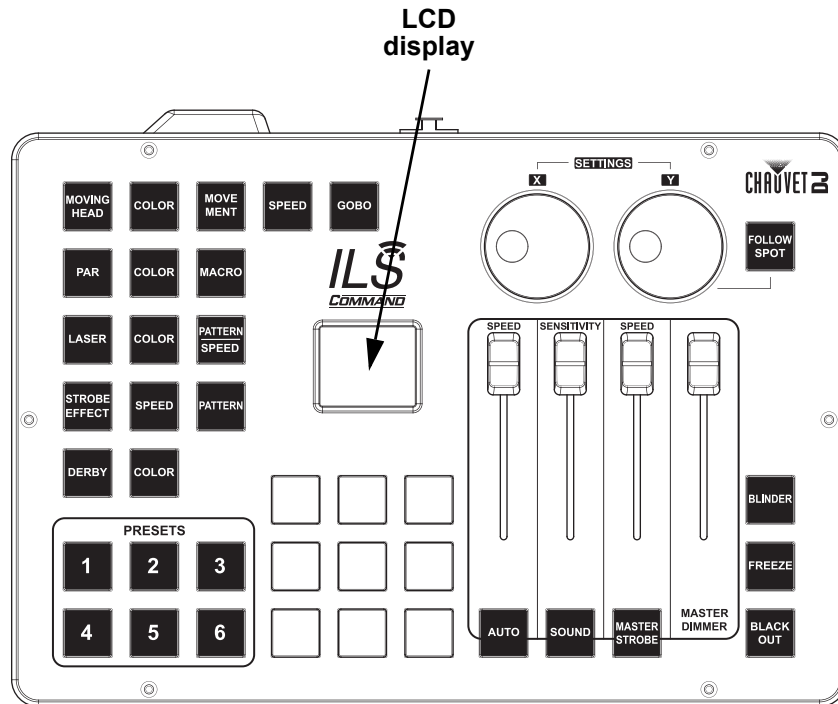 LCD
display
SETTINGS
X
Y
CHAUVET DJ
MOVING
HEAD
COLOR
MOVE
MENT
SPEED
GOBO
FOLLOW
SPOT
PAR
COLOR
MACRO
ILS
COMMAND
LASER
COLOR
PATTERN
SPEED
SPEED
SENSITIVITY
SPEED
STROBE
EFFECT
SPEED
PATTERN
DERBY
COLOR
BLINDER
PRESETS
1
2
3
FREEZE
4
5
6
AUTO
SOUND
MASTER
STROBE
MASTER
DIMMER
BLACK
OUT